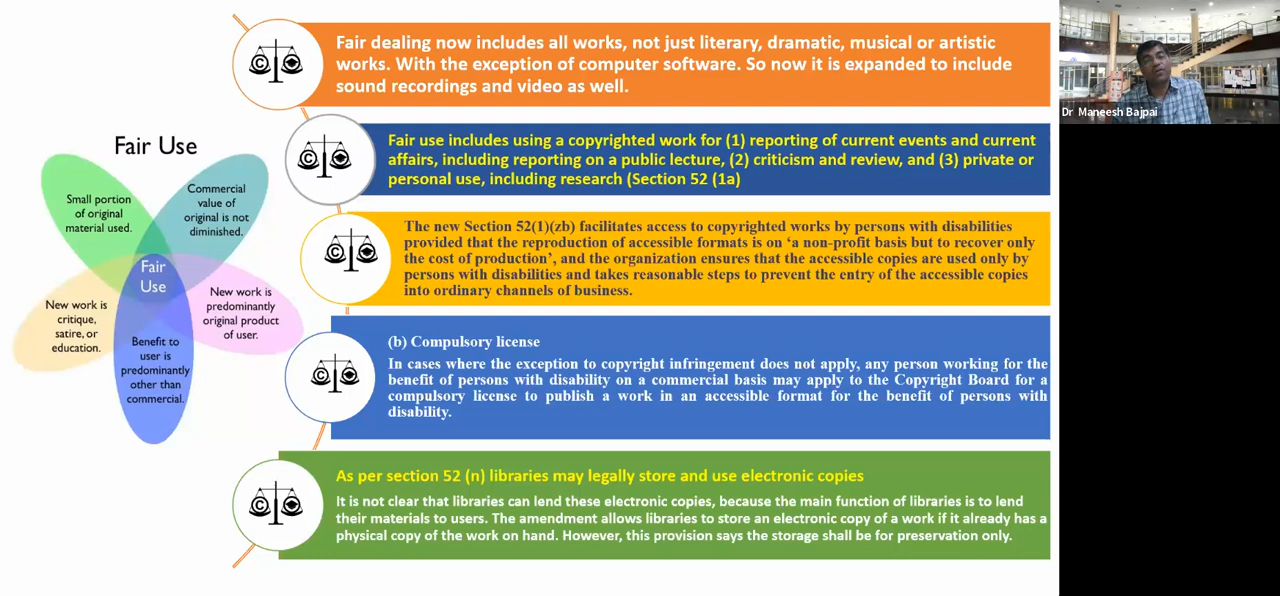 Fair dealing now includes all works, not just literary, dramatic, musical or artistic
works. With the exception of computer software. So now it is expanded to include
sound recordings and video as well.
Dr Maneesh Bajpai
Fair Use
Small portion
of original
material used.
Commercial
value of
original is not
diminished.
Fair
Use
New work is
critique,
satire, or
education.
New work is
predominantly
original product
of user.
Benefit to
user is
predominantly
other than
commercial.
Fair use includes using a copyrighted work for (1) reporting of current events and current
affairs, including reporting on a public lecture, (2) criticism and review, and (3) private or
personal use, including research (Section 52 (1a)
The new Section 52(1)(zb) facilitates access to copyrighted works by persons with disabilities
provided that the reproduction of accessible formats is on ‘a non-profit basis but to recover only
the cost of production’, and the organization ensures that the accessible copies are used only by
persons with disabilities and takes reasonable steps to prevent the entry of the accessible copies
into ordinary channels of business.
(b) Compulsory license
In cases where the exception to copyright infringement does not apply, any person working for the
benefit of persons with disability on a commercial basis may apply to the Copyright Board for a
compulsory license to publish a work in an accessible format for the benefit of persons with
disability.
As per section 52 (n) libraries may legally store and use electronic copies
It is not clear that libraries can lend these electronic copies, because the main function of libraries is to lend
their materials to users. The amendment allows libraries to store an electronic copy of a work if it already has a
physical copy of the work on hand. However, this provision says the storage shall be for preservation only.